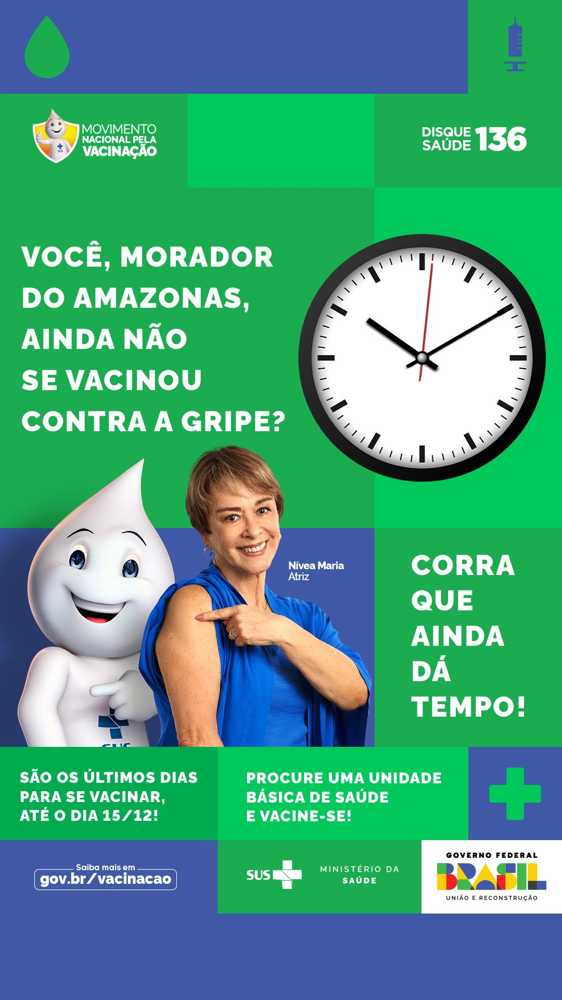 MOVIMENTO
NACIONAL PELA
VACINAÇÃO
SUS
DISQUE
SAÚDE 136
VOCÊ, MORADOR
DO AMAZONAS,
AINDA NÃO
SE VACINOU
CONTRA A GRIPE?
Nívea Maria
Atriz
CORRA
QUE
AINDA
DÁ
TEMPO!
SUS
SÃO OS ÚLTIMOS DIAS
PARA SE VACINAR,
ATÉ O DIA 15/12!
PROCURE UMA UNIDADE
BÁSICA DE SAÚDE
E VACINE-SE!
Saiba mais em
gov.br/vacinacao
SUS
MINISTÉRIO DA
SAÚDE
GOVERNO FEDERAL
BRASIL
UNIÃO E RECONSTRUÇÃO